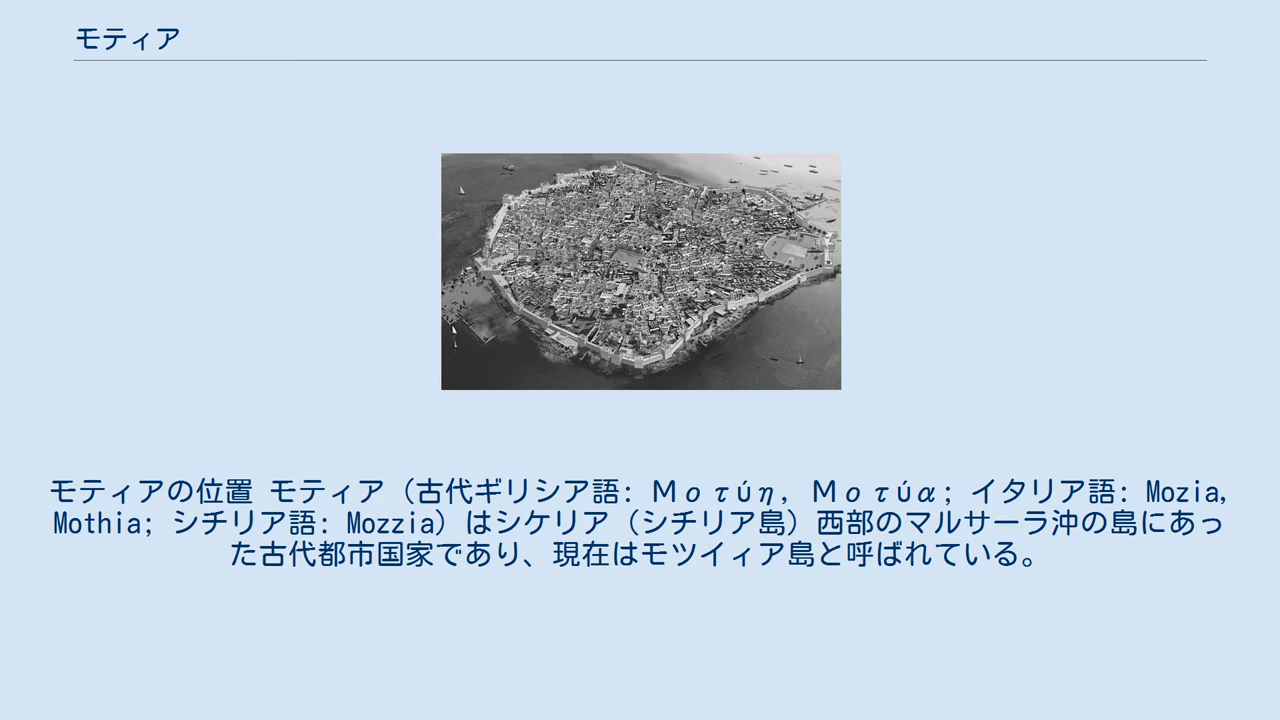 モティア
モティアの位置 モティア（古代ギリシア語: Μοτύη, Μοτύα; イタリア語: Mozia,
Mothia; シチリア語: Mozzia）はシケリア（シチリア島）西部のマルサーラ沖の島にあっ
た古代都市国家であり、現在はモツイィア島と呼ばれている。